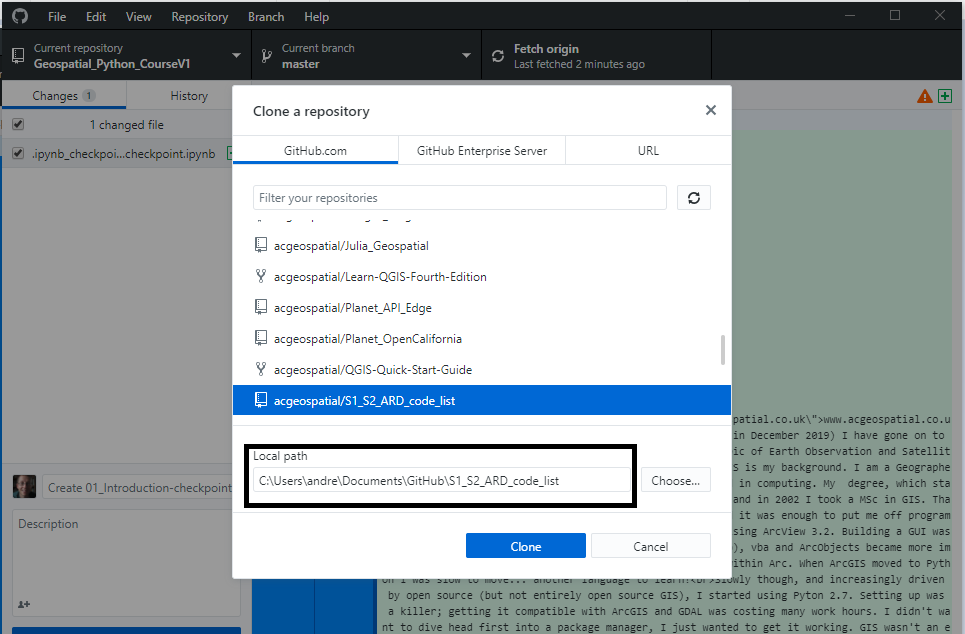 File Edit View Repository Branch Help
Current repository
Geospatial_Python_CourseV1
Current branch
master
Fetch origin
Last fetched 2 minutes ago
Changes 1
History
1 changed file
.ipynb_checkpoi...checkpoint.ipynb
Clone a repository
GitHub.com
GitHub Enterprise Server
URL
Filter your repositories
acgeospatial/Julia_Geospatial
acgeospatial/Learn-QGIS-Fourth-Edition
acgeospatial/Planet_API_Edge
acgeospatial/Planet_OpenCalifornia
acgeospatial/QGIS-Quick-Start-Guide
acgeospatial/S1_S2_ARD_code_list
Local path
C:\Users\andre\Documents\GitHub\S1_S2_ARD_code_list
Choose...
Clone
Cancel
Create 01_Introduction-checkpoint
Description
patial.co.uk\">www.acgeospatial.co.u
in December 2019) I have gone on to
ic of Earth Observation and Satellit
S is my background. I am a Geographe
in computing. My degree, which sta
and in 2002 I took a MSc in GIS. Tha
it was enough to put me off program
sing ArcView 3.2. Building a GUI was
), vba and ArcObjects became more im
ithin Arc. When ArcGIS moved to Pyth
on I was slow to move... another language to learn!<br>Slowly though, and increasingly driven
by open source (but not entirely open source GIS), I started using Pyton 2.7. Setting up was
a killer; getting it compatible with ArcGIS and GDAL was costing many work hours. I didn't wa
nt to dive head first into a package manager, I just wanted to get it working. GIS wasn't an e